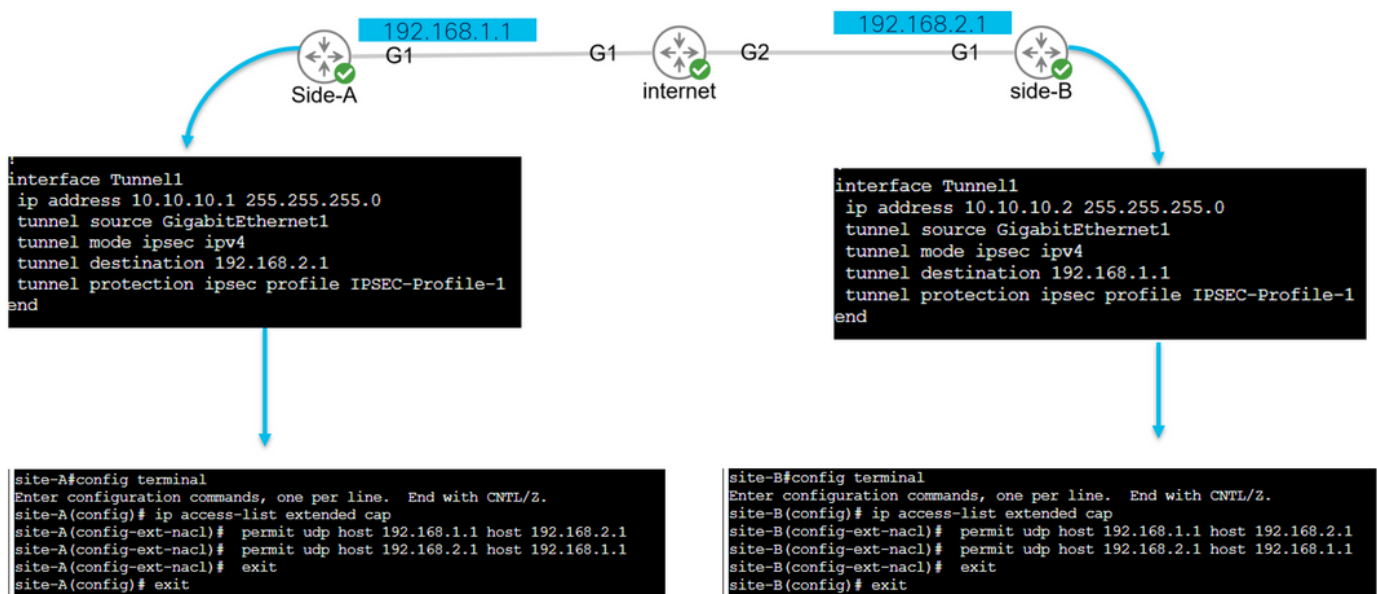 192.168.1.1
192.168.2.1
G1
G1
G2
G1
Side-A
internet
side-B
interface Tunnel1
ip address 10.10.10.1 255.255.255.0
tunnel source GigabitEthernet1
tunnel mode ipsec ipv4
tunnel destination 192.168.2.1
tunnel protection ipsec profile IPSEC-Profile-1
end
interface Tunnel1
ip address 10.10.10.2 255.255.255.0
tunnel source GigabitEthernet1
tunnel mode ipsec ipv4
tunnel destination 192.168.1.1
tunnel protection ipsec profile IPSEC-Profile-1
end
site-A#config terminal
Enter configuration commands, one per line.  End with CNTL/Z.
site-A(config)# ip access-list extended cap
site-A(config-ext-nacl)#  permit udp host 192.168.1.1 host 192.168.2.1
site-A(config-ext-nacl)#  permit udp host 192.168.2.1 host 192.168.1.1
site-A(config-ext-nacl)#  exit
site-A(config)# exit
site-B#config terminal
Enter configuration commands, one per line.  End with CNTL/Z.
site-B(config)# ip access-list extended cap
site-B(config-ext-nacl)#  permit udp host 192.168.1.1 host 192.168.2.1
site-B(config-ext-nacl)#  permit udp host 192.168.2.1 host 192.168.1.1
site-B(config-ext-nacl)#  exit
site-B(config)# exit